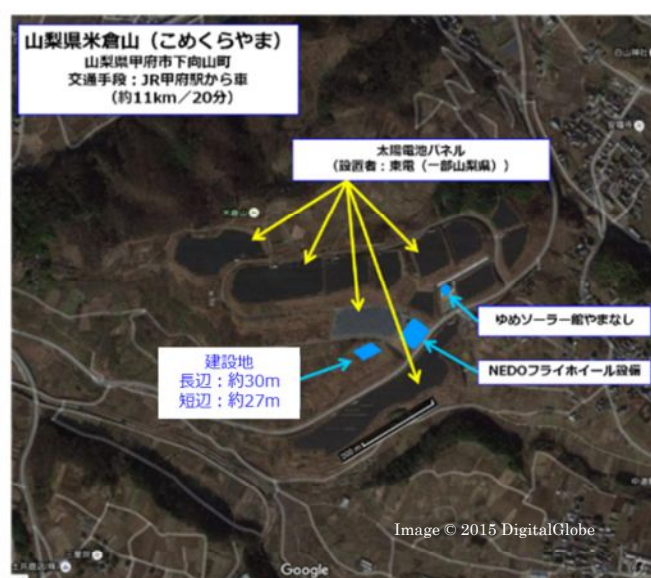 山梨県米倉山（こめくらやま）
山梨県甲府市下向山町
交通手段：JR甲府駅から車
（約11km／20分）
太陽電池パネル
（設置者：東電（一部山梨県））
米倉山
ゆめソーラー館やまなし
建設地
長辺：約30m
短辺：約27m
NEDOフライホイール設備
200 m
Image © 2015 DigitalGlobe
Google